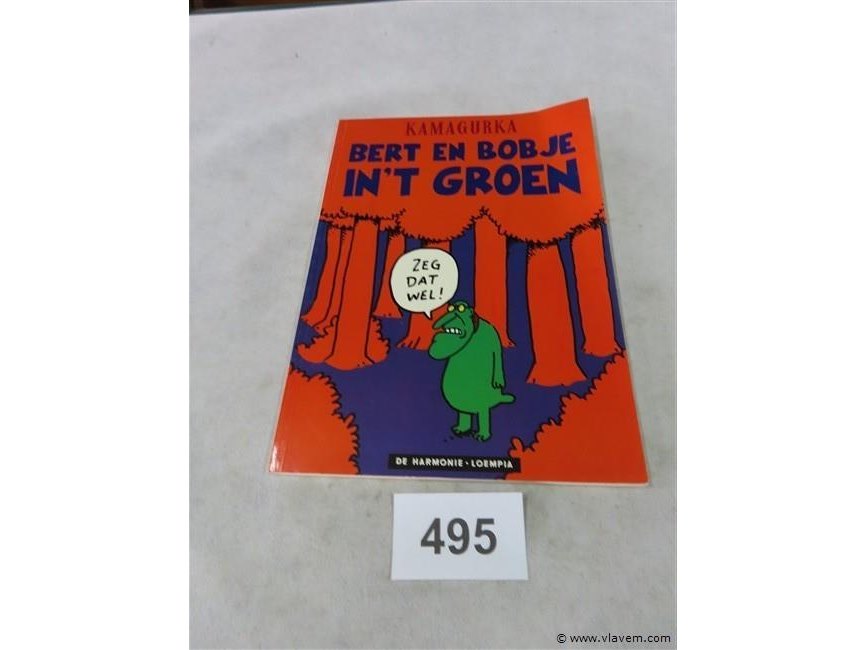 KAMAGURKA
BERT EN BOBJE
IN'T GROEN
ZEG
DAT
WEL!
DE HARMONIE • LOEMPIA
495
© www.vlavem.com